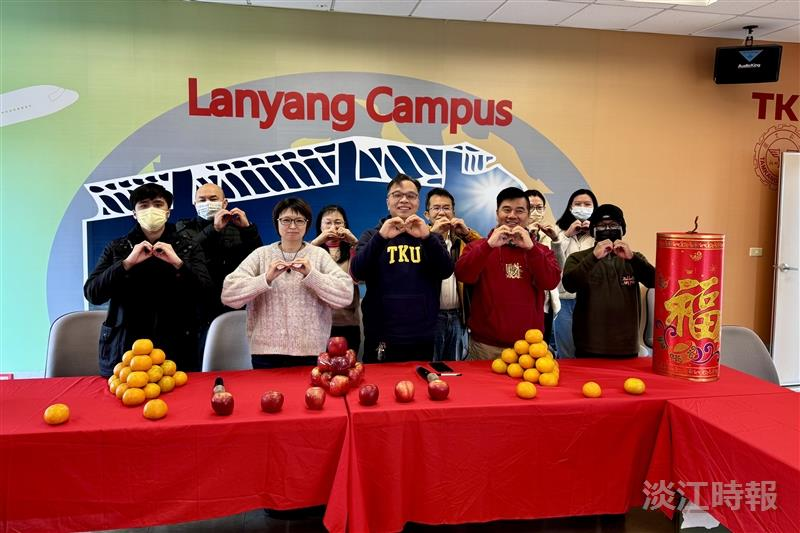 AudioKing
Lanyang Campus
TK
TKU
福
淡江時報